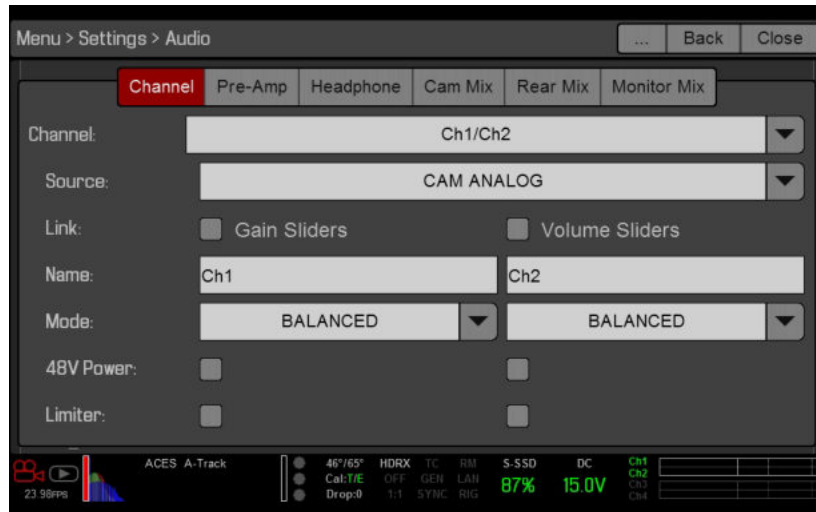 Menu > Settings > Audio
... Back Close
Channel Pre-Amp Headphone Cam Mix Rear Mix Monitor Mix
Channel: Ch1/Ch2
Source: CAM ANALOG
Link: Gain Sliders Volume Sliders
Name: Ch1 Ch2
Mode: BALANCED BALANCED
48V Power:
Limiter:
ACES A-Track 46°/65° HDRX TC RM S-SSD DC Ch1
Cal:T/E OFF GEN LAN 87% 15.0V Ch2
Ch3
23.98FPS Drop:0 1:1 SYNC RIG Ch4